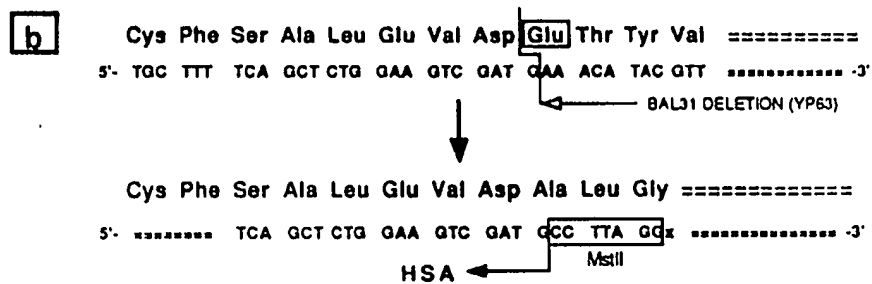 b
Cys Phe Ser Ala Leu Glu Val Asp Glu Thr Tyr Val ==========
5'- TGC TTT TCA GCT CTG GAA GTC GAT GAA ACA TAC GTT ▪▪▪▪▪▪▪▪▪▪▪▪▪ -3'
BAL31 DELETION (YP63)
Cys Phe Ser Ala Leu Glu Val Asp Ala Leu Gly =============
5'- ▪▪▪▪▪▪▪▪▪ TCA GCT CTG GAA GTC GAT GCC TTA GGx ▪▪▪▪▪▪▪▪▪▪▪▪▪▪▪▪ -3'
MstII
HSA